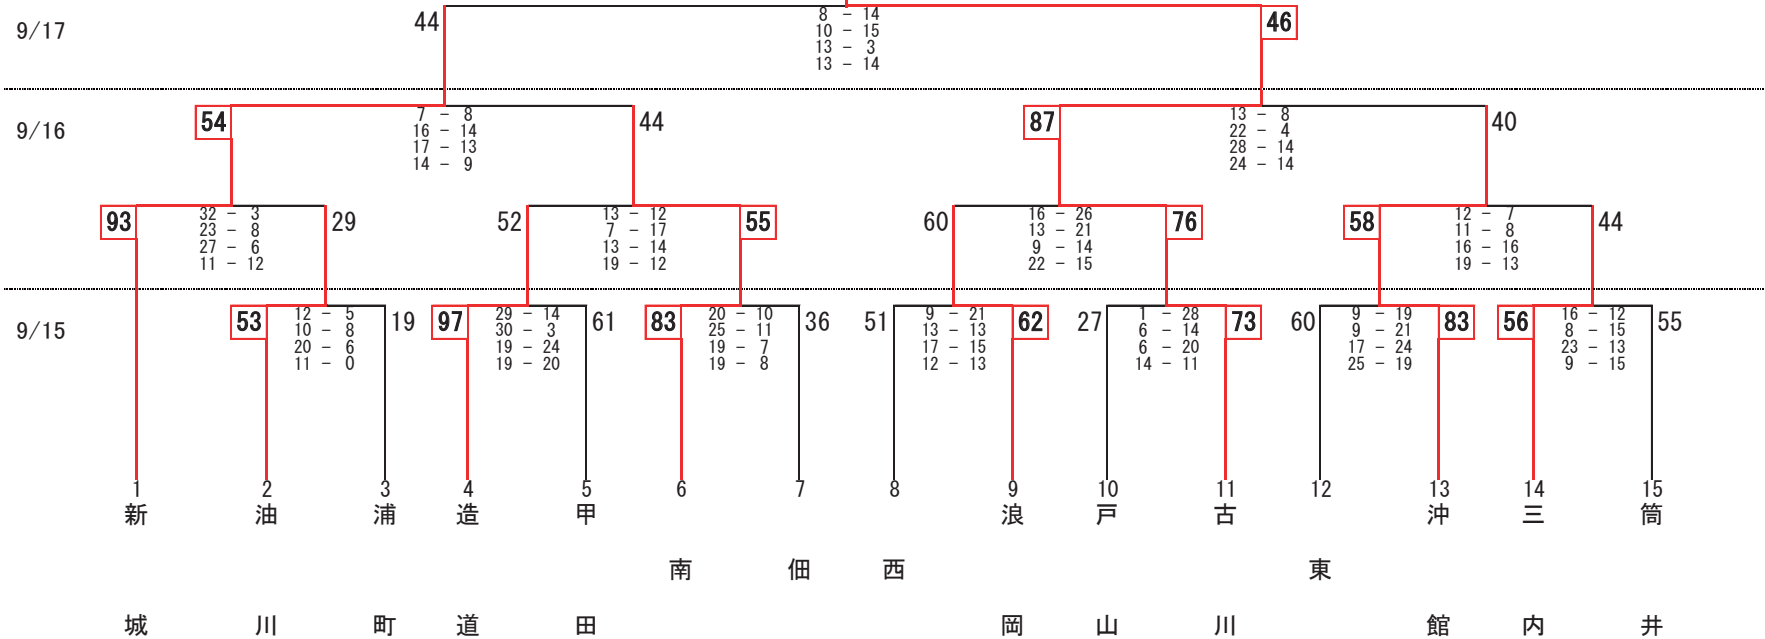 9/17
44
8 - 14
10 - 15
13 - 3
13 - 14
46
9/16
54
7 - 8
16 - 14
17 - 13
14 - 9
44
87
13 - 8
22 - 4
28 - 14
24 - 14
40
93
32 - 3
23 - 8
27 - 6
11 - 12
29
52
13 - 12
7 - 17
13 - 14
19 - 12
55
60
16 - 26
13 - 21
9 - 14
22 - 15
76
58
12 - 7
11 - 8
16 - 16
19 - 13
44
9/15
53
12 - 5
10 - 8
20 - 6
11 - 0
19
97
29 - 14
30 - 3
19 - 24
19 - 20
61
83
20 - 10
25 - 11
19 - 7
19 - 8
36
51
9 - 21
13 - 13
17 - 15
12 - 13
62
27
1 - 28
6 - 14
6 - 20
14 - 11
73
60
9 - 19
9 - 21
17 - 24
25 - 19
83
56
16 - 12
8 - 15
23 - 13
9 - 15
55
1 新城
2 油川
3 浦町
4 造道
5 甲田
6 南
7 佃
8 西
9 浪岡
10 戸山
11 古川
12 東
13 沖館
14 三内
15 筒井